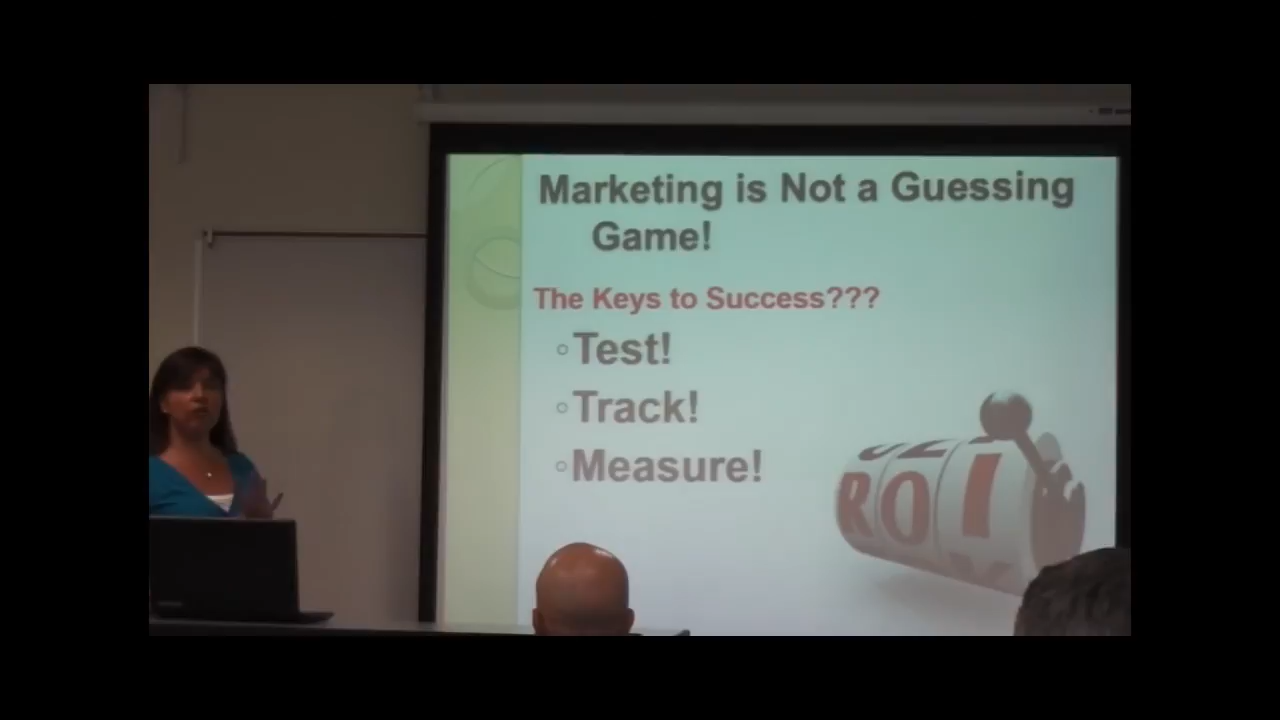 Marketing is Not a Guessing
Game!
The Keys to Success???
Test!
Track!
Measure!
ROI